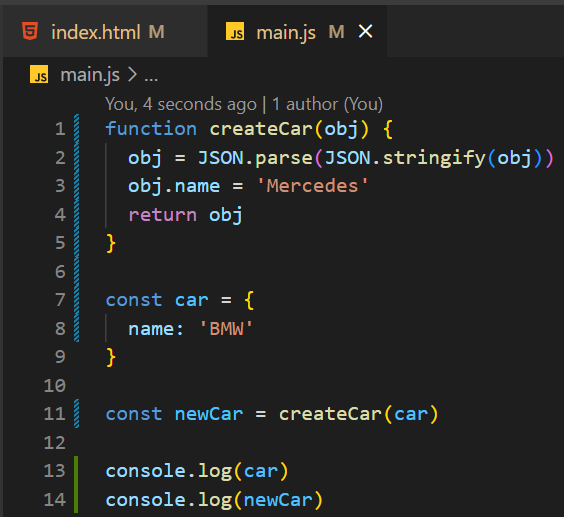 index.html M
main.js M
JS main.js > ...
You, 4 seconds ago | 1 author (You)
1 function createCar(obj) {
2 obj = JSON.parse(JSON.stringify(obj))
3 obj.name = 'Mercedes'
4 return obj
5 }
6
7 const car = {
8 name: 'BMW'
9 }
10
11 const newCar = createCar(car)
12
13 console.log(car)
14 console.log(newCar)